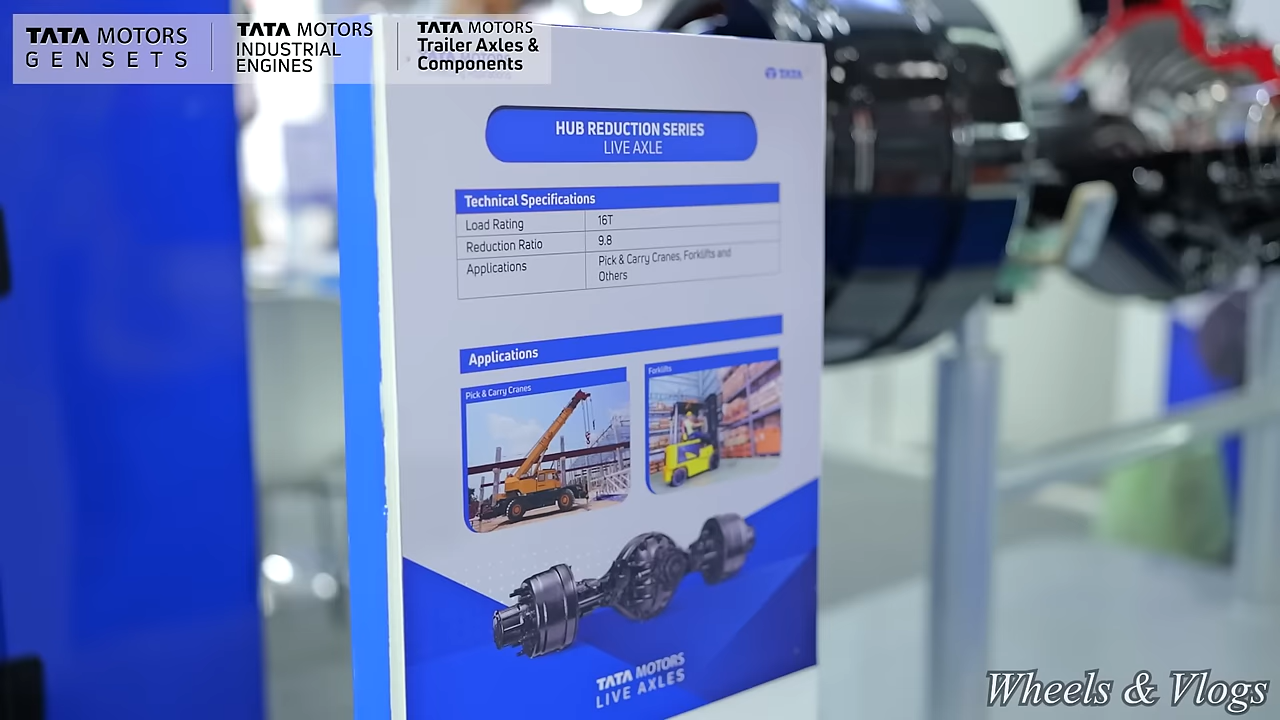 TATA MOTORS
GENSETS
TATA MOTORS
INDUSTRIAL
ENGINES
TATA MOTORS
Trailer Axles &
Components
TATA
HUB REDUCTION SERIES
LIVE AXLE
Technical Specifications
Load Rating 16T
Reduction Ratio 9.8
Applications Pick & Carry Cranes, Forklifts and
Others
Applications
Pick & Carry Cranes
Forklifts
TATA MOTORS
LIVE AXLES
Wheels & Vlogs